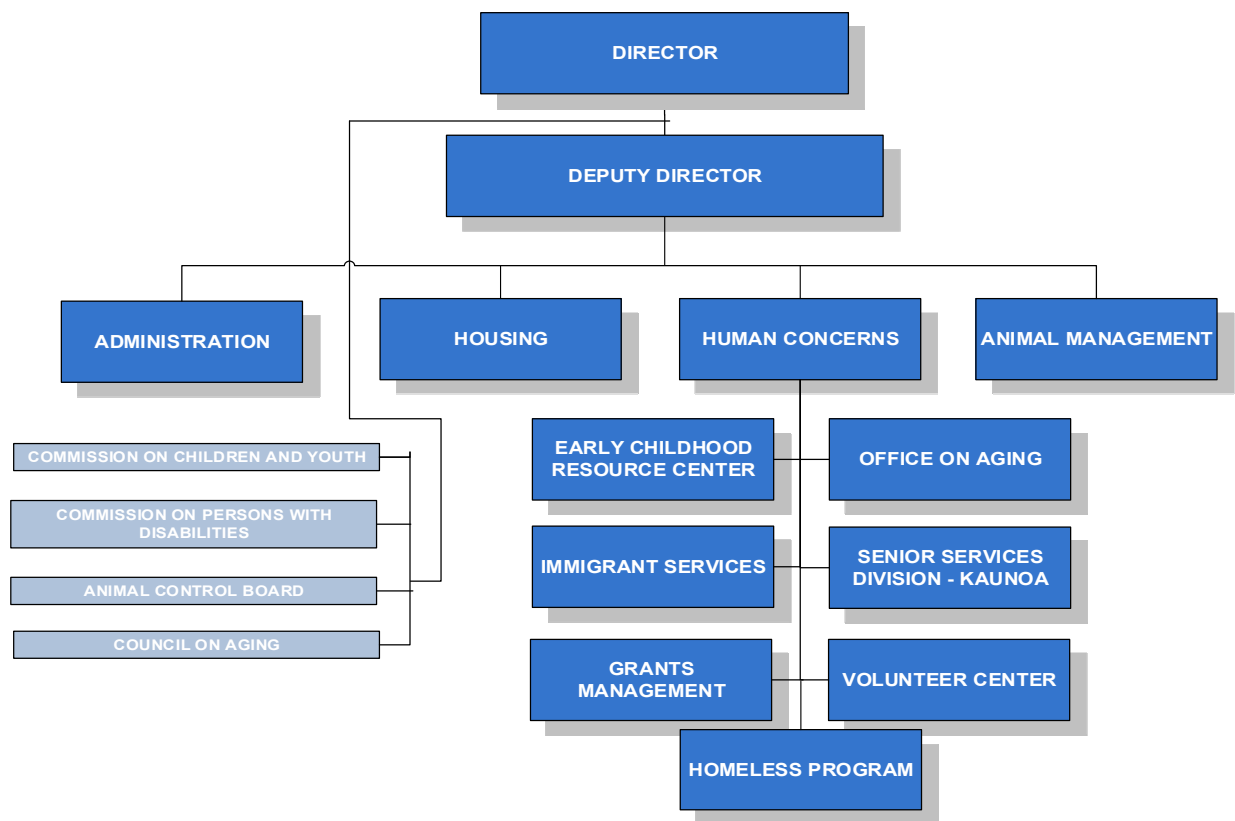 DIRECTOR
DEPUTY DIRECTOR
ADMINISTRATION
HOUSING
HUMAN CONCERNS
ANIMAL MANAGEMENT
COMMISSION ON CHILDREN AND YOUTH
COMMISSION ON PERSONS WITH
DISABILITIES
ANIMAL CONTROL BOARD
COUNCIL ON AGING
EARLY CHILDHOOD
RESOURCE CENTER
OFFICE ON AGING
IMMIGRANT SERVICES
SENIOR SERVICES
DIVISION - KAUNOA
GRANTS
MANAGEMENT
VOLUNTEER CENTER
HOMELESS PROGRAM